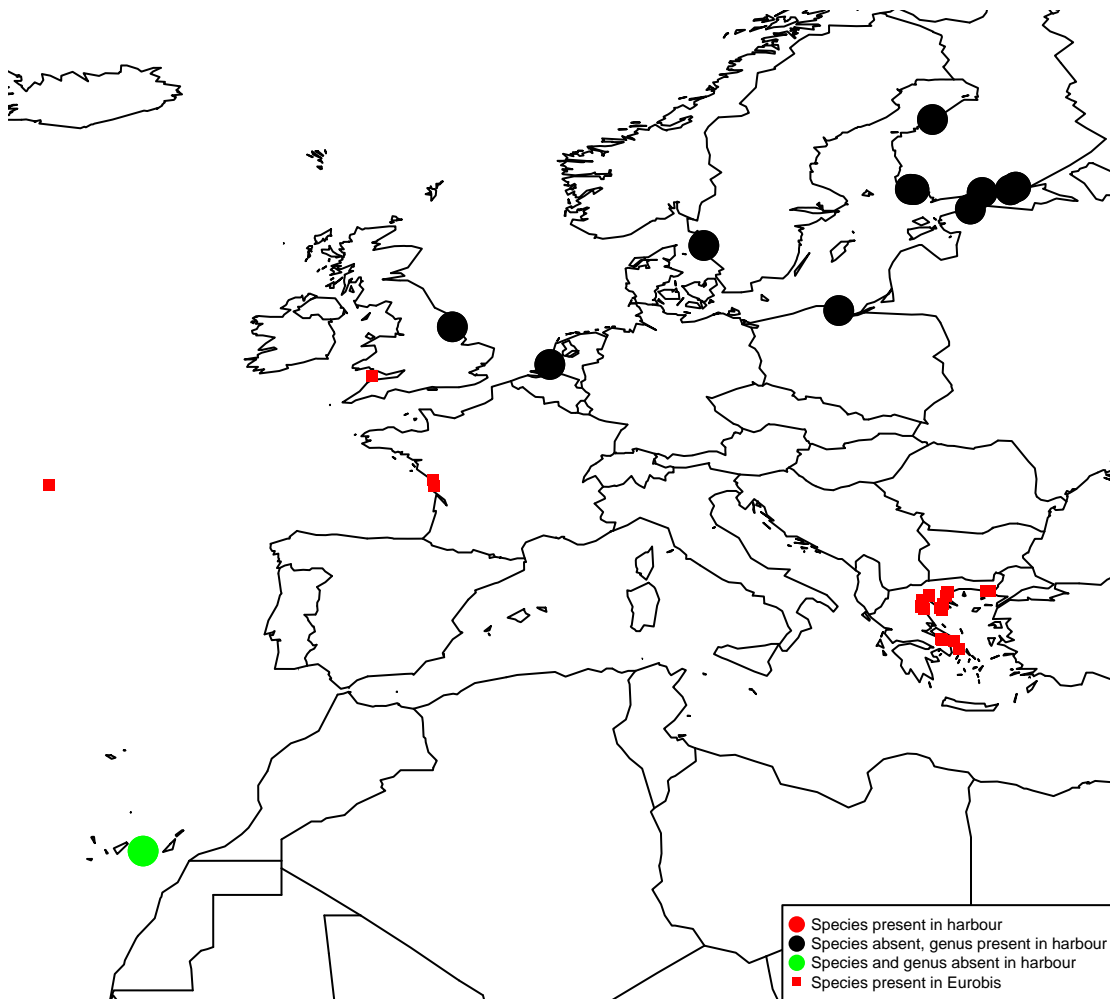 Species present in harbour
Species absent, genus present in harbour
Species and genus absent in harbour
Species present in Eurobis